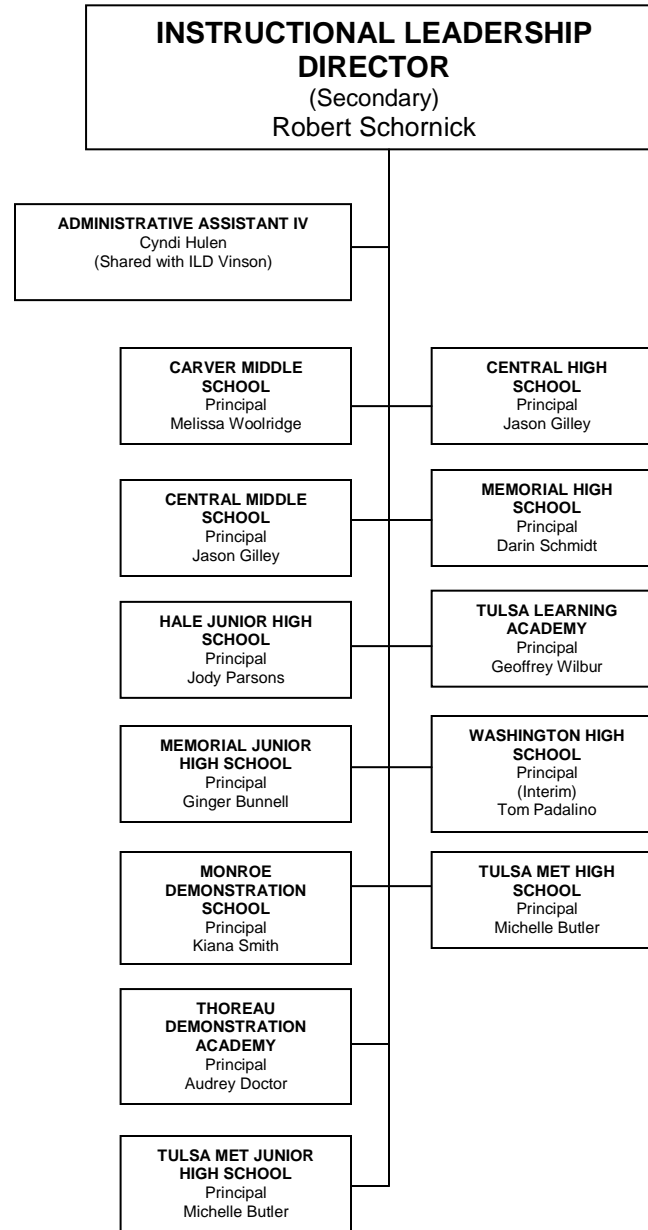 INSTRUCTIONAL LEADERSHIP
DIRECTOR
(Secondary)
Robert Schornick
ADMINISTRATIVE ASSISTANT IV
Cyndi Hulen
(Shared with ILD Vinson)
CARVER MIDDLE
SCHOOL
Principal
Melissa Woolridge
CENTRAL HIGH
SCHOOL
Principal
Jason Gilley
CENTRAL MIDDLE
SCHOOL
Principal
Jason Gilley
MEMORIAL HIGH
SCHOOL
Principal
Darin Schmidt
HALE JUNIOR HIGH
SCHOOL
Principal
Jody Parsons
TULSA LEARNING
ACADEMY
Principal
Geoffrey Wilbur
MEMORIAL JUNIOR
HIGH SCHOOL
Principal
Ginger Bunnell
WASHINGTON HIGH
SCHOOL
Principal
(Interim)
Tom Padalino
MONROE
DEMONSTRATION
SCHOOL
Principal
Kiana Smith
TULSA MET HIGH
SCHOOL
Principal
Michelle Butler
THOREAU
DEMONSTRATION
ACADEMY
Principal
Audrey Doctor
TULSA MET JUNIOR
HIGH SCHOOL
Principal
Michelle Butler